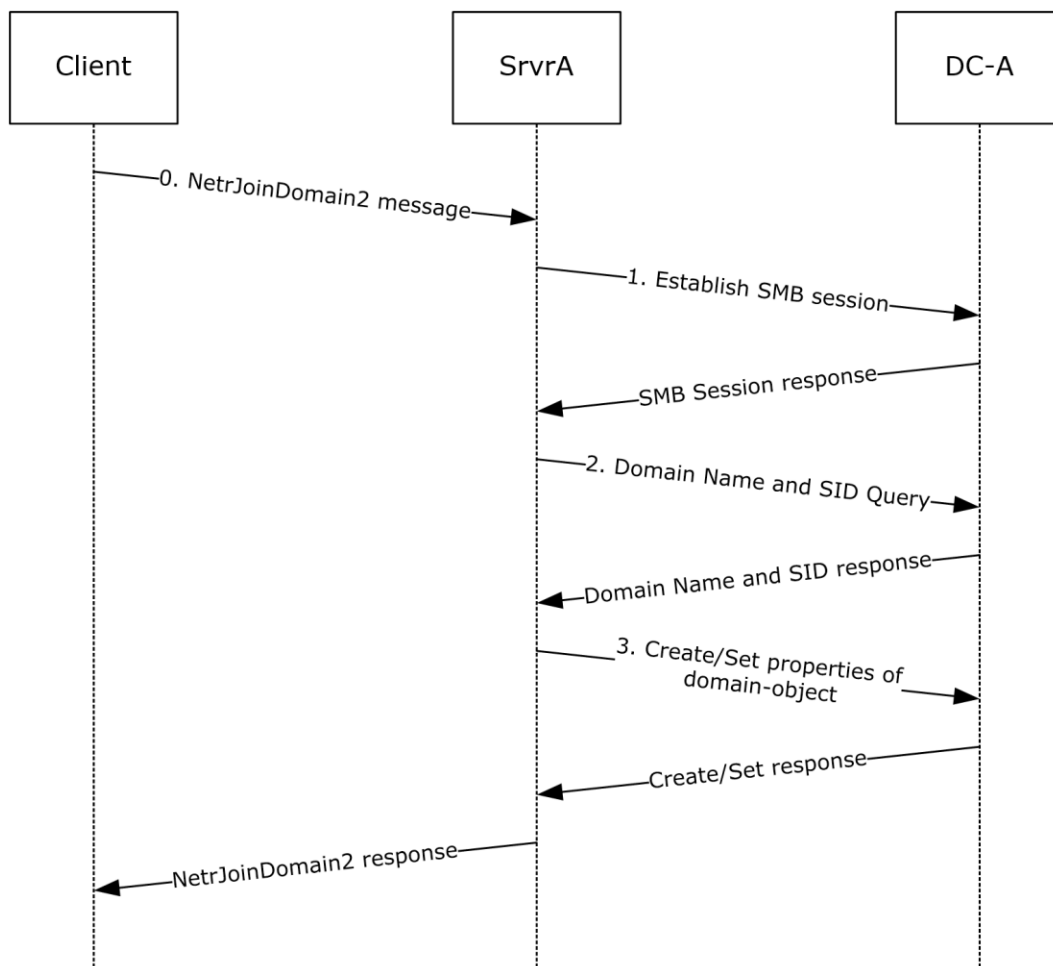 Client
SrvrA
DC-A
0. NetrJoinDomain2 message
1. Establish SMB session
SMB Session response
2. Domain Name and SID Query
Domain Name and SID response
3. Create/Set properties of
domain-object
Create/Set response
NetrJoinDomain2 response